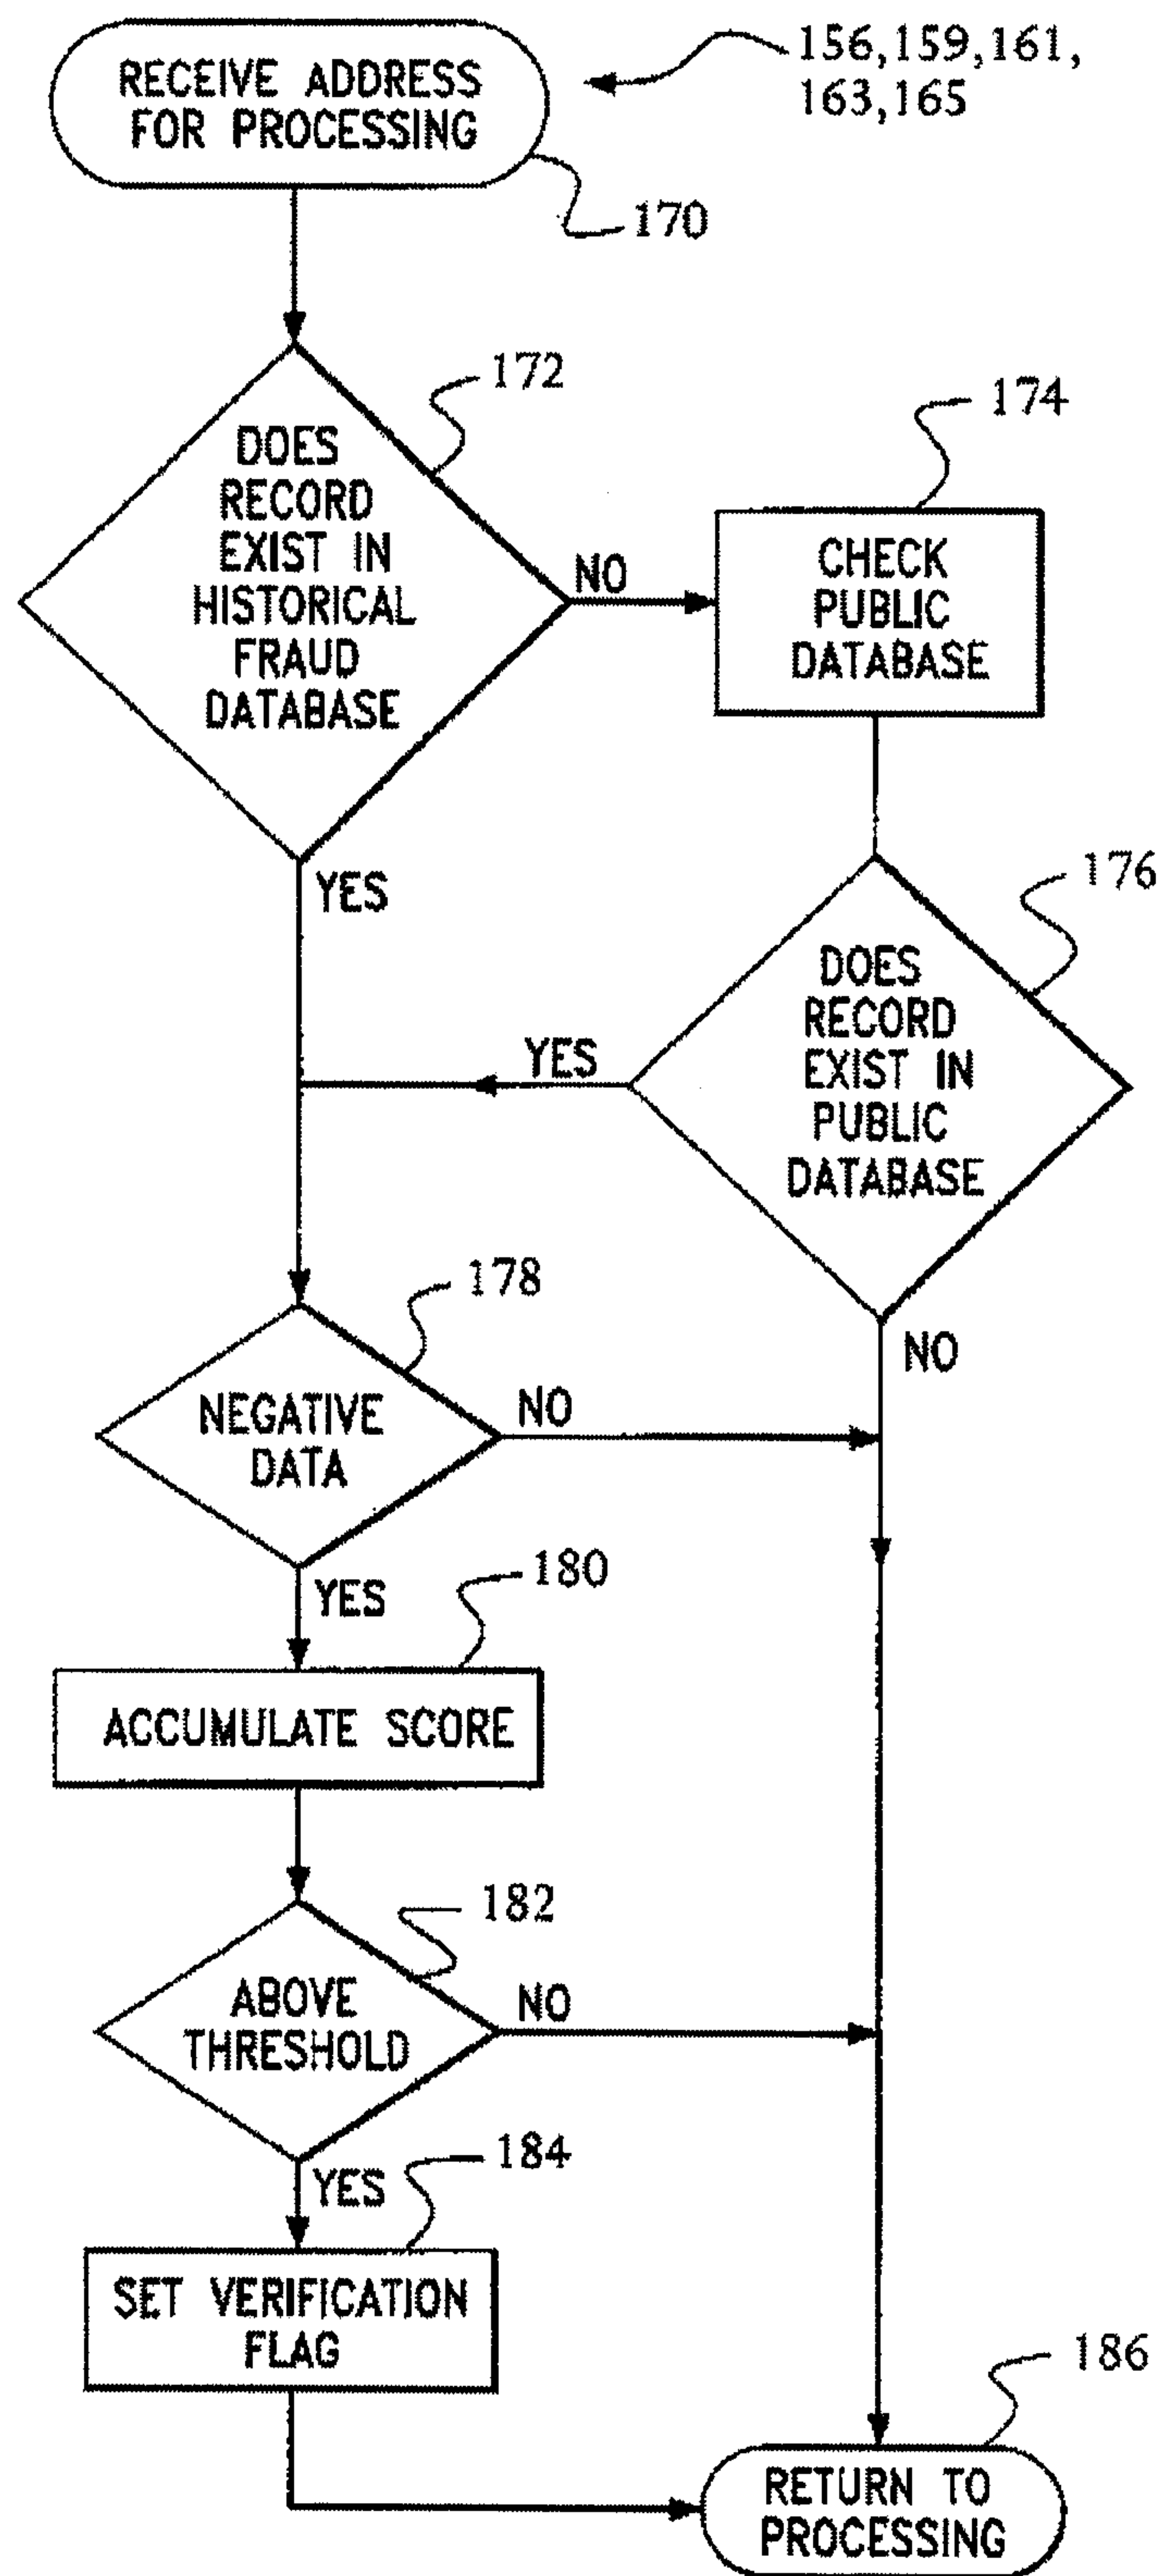 RECEIVE ADDRESS
FOR PROCESSING
156,159,161,
163,165
170
DOES
RECORD
EXIST IN
HISTORICAL
FRAUD
DATABASE
172
NO
174
CHECK
PUBLIC
DATABASE
YES
176
DOES
RECORD
EXIST IN
PUBLIC
DATABASE
YES
NO
178
NEGATIVE
DATA
NO
YES
180
ACCUMULATE SCORE
182
ABOVE
THRESHOLD
NO
YES
184
SET VERIFICATION
FLAG
186
RETURN TO
PROCESSING